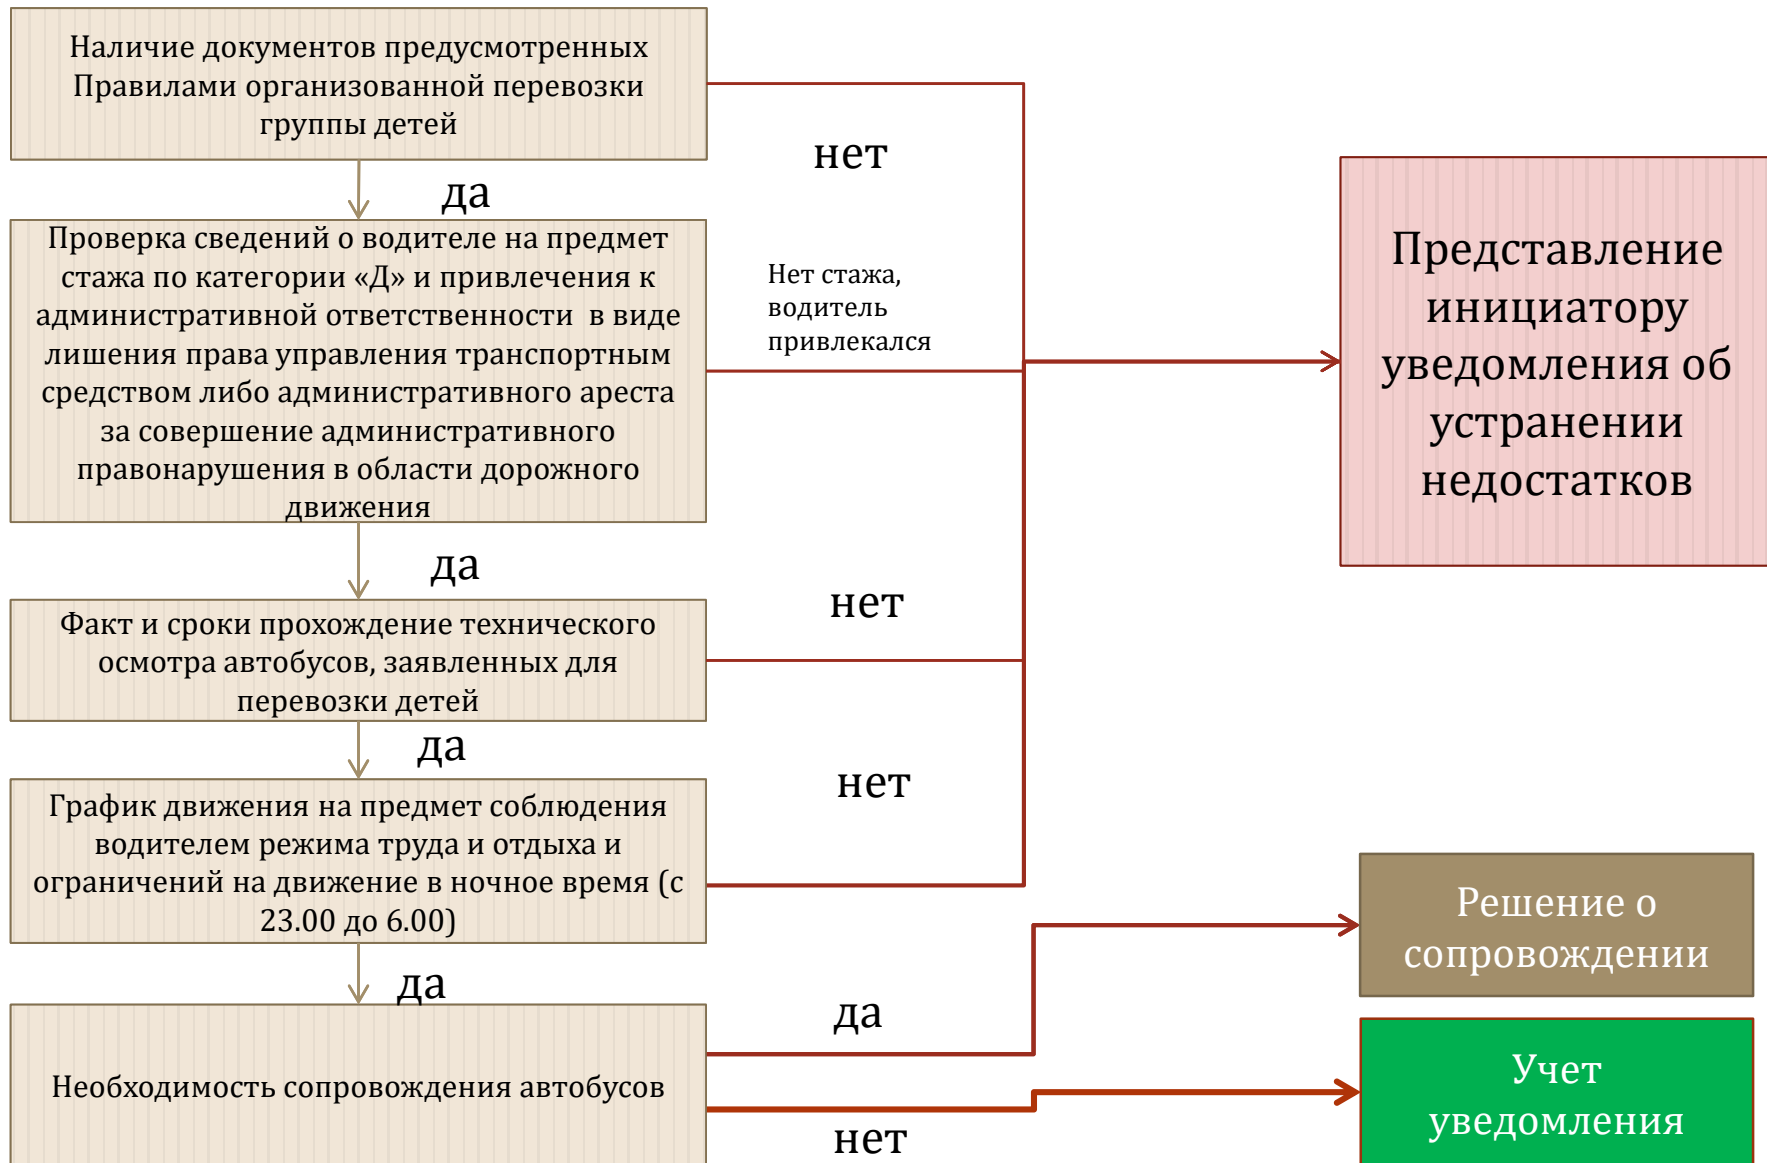 Наличие документов предусмотренных
Правилами организованной перевозки
группы детей
нет
да
Проверка сведений о водителе на предмет
стажа по категории «Д» и привлечения к
административной ответственности в виде
лишения права управления транспортным
средством либо административного ареста
за совершение административного
правонарушения в области дорожного
движения
Нет стажа,
водитель
привлекался
Представление
инициатору
уведомления об
устранении
недостатков
да
нет
Факт и сроки прохождение технического
осмотра автобусов, заявленных для
перевозки детей
да
нет
График движения на предмет соблюдения
водителем режима труда и отдыха и
ограничений на движение в ночное время (с
23.00 до 6.00)
Решение о
сопровождении
да
да
Необходимость сопровождения автобусов
нет
Учет
уведомления